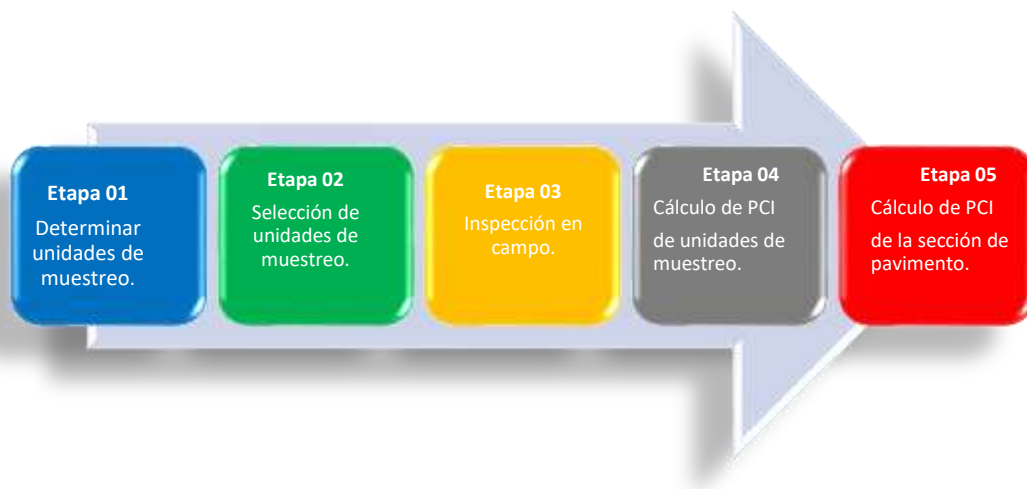 Etapa 01
Determinar
unidades de
muestreo.
Etapa 02
Selección de
unidades de
muestreo.
Etapa 03
Inspección en
campo.
Etapa 04
Cálculo de PCI
de unidades de
muestreo.
Etapa 05
Cálculo de PCI
de la sección de
pavimento.